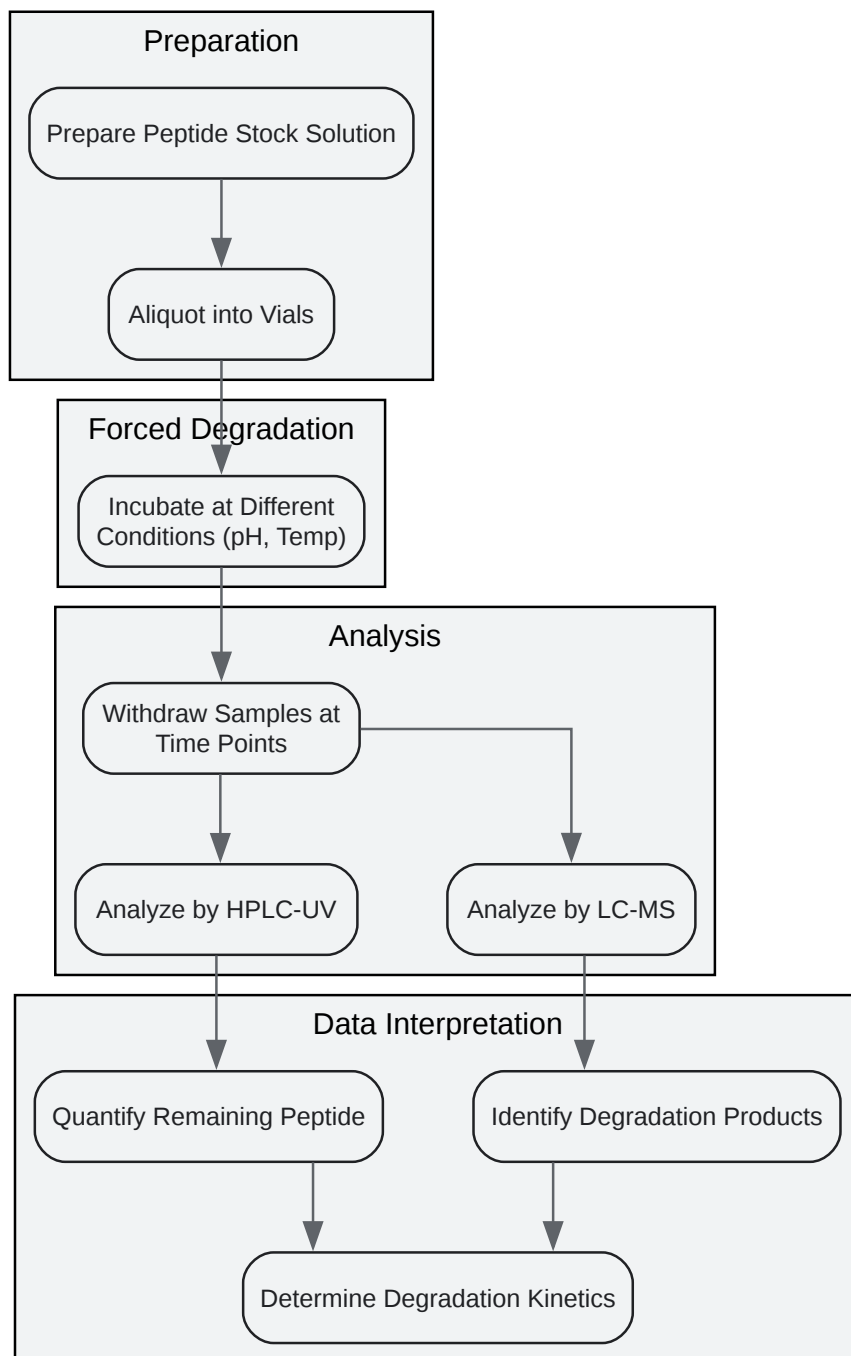 Preparation
Prepare Peptide Stock Solution
Aliquot into Vials
Forced Degradation
Incubate at Different
Conditions (pH, Temp)
Analysis
Withdraw Samples at
Time Points
Analyze by HPLC-UV
Analyze by LC-MS
Data Interpretation
Quantify Remaining Peptide
Identify Degradation Products
Determine Degradation Kinetics